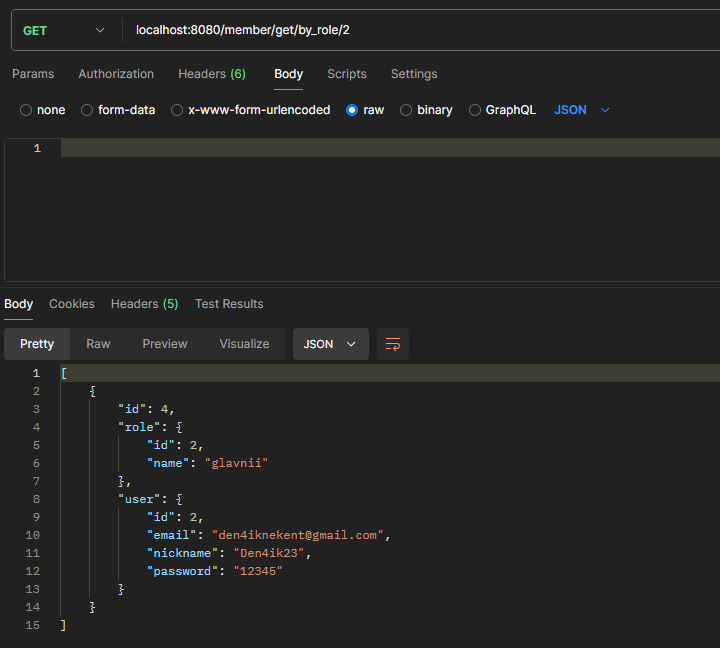 GET localhost:8080/member/get/by_role/2
Params Authorization Headers (6) Body Scripts Settings
none form-data x-www-form-urlencoded raw binary GraphQL JSON
1
Body Cookies Headers (5) Test Results
Pretty Raw Preview Visualize JSON
1 [
2 {
3 "id": 4,
4 "role": {
5 "id": 2,
6 "name": "glavnii"
7 },
8 "user": {
9 "id": 2,
10 "email": "den4iknekent@gmail.com",
11 "nickname": "Den4ik23",
12 "password": "12345"
13 }
14 }
15 ]